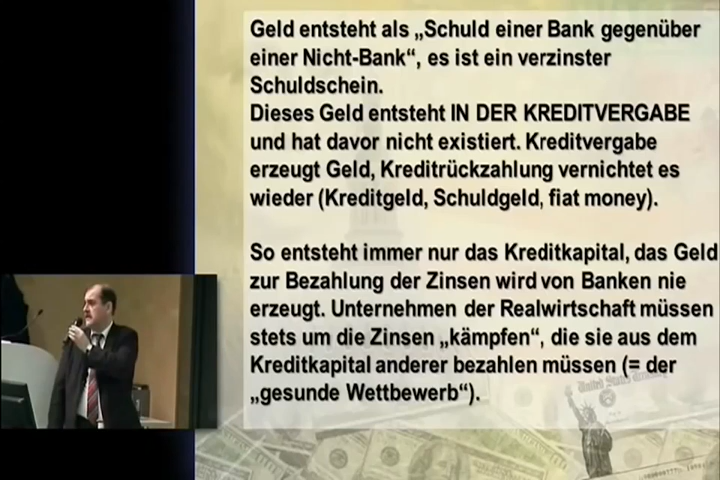 Geld entsteht als „Schuld einer Bank gegenüber
einer Nicht-Bank“, es ist ein verzinster
Schuldschein.
Dieses Geld entsteht IN DER KREDITVERGABE
und hat davor nicht existiert. Kreditvergabe
erzeugt Geld, Kreditrückzahlung vernichtet es
wieder (Kreditgeld, Schuldgeld, fiat money).
So entsteht immer nur das Kreditkapital, das Geld
zur Bezahlung der Zinsen wird von Banken nie
erzeugt. Unternehmen der Realwirtschaft müssen
stets um die Zinsen „kämpfen“, die sie aus dem
Kreditkapital anderer bezahlen müssen (= der
„gesunde Wettbewerb“).